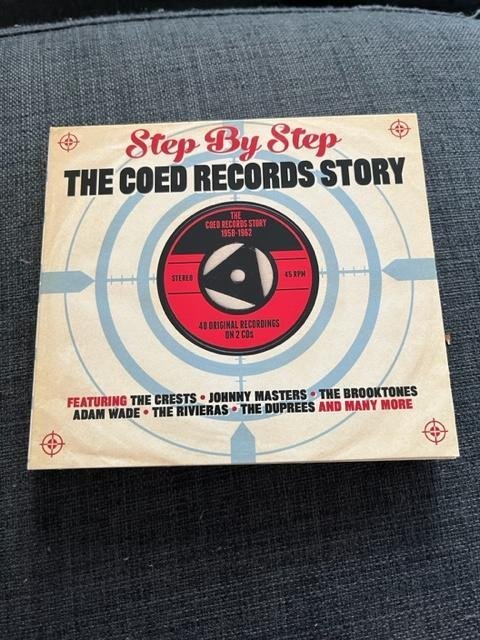 Step By Step
THE COED RECORDS STORY
THE
COED RECORDS STORY
1958-1962
STEREO
45 RPM
40 ORIGINAL RECORDINGS
ON 2 CDs
FEATURING THE CRESTS • JOHNNY MASTERS • THE BROOKTONES
ADAM WADE • THE RIVIERAS • THE DUPREES AND MANY MORE